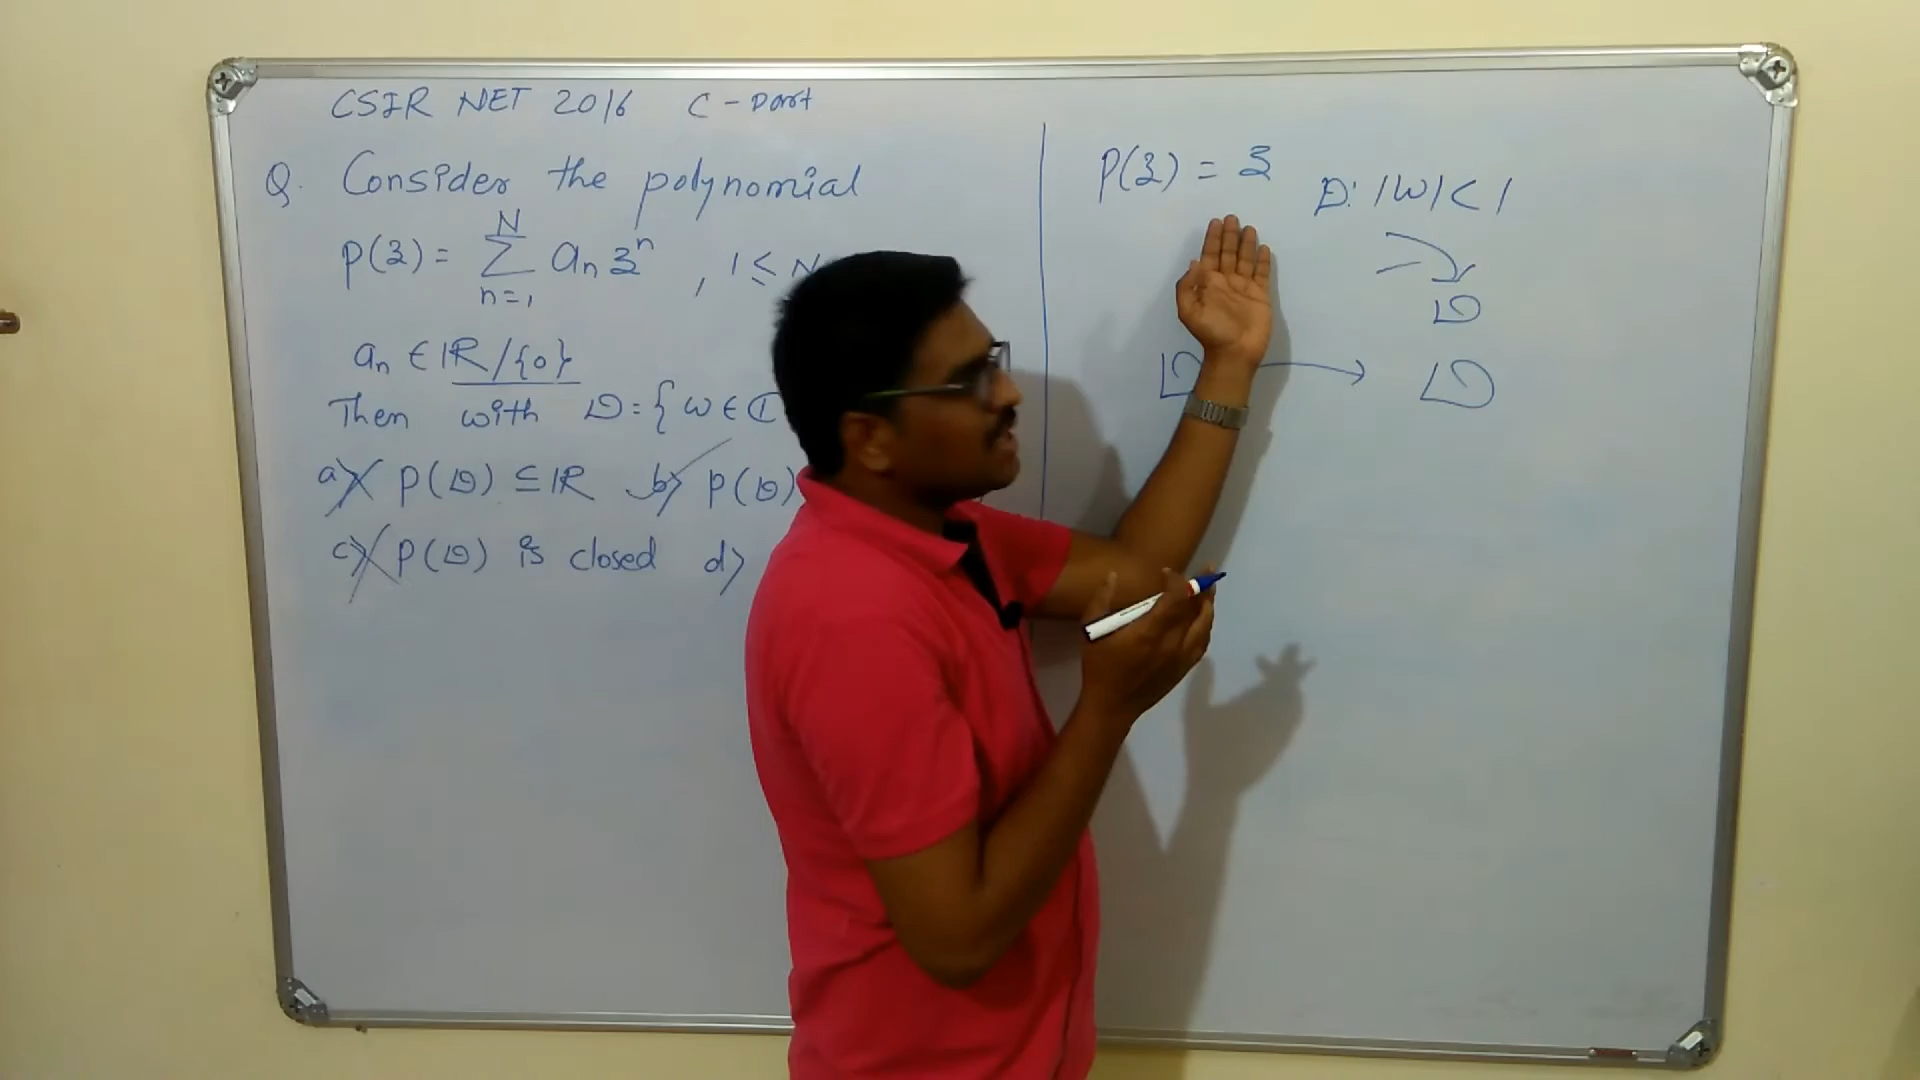 CSIR NET 2016 C - Part
Q. Consider the polynomial
P(z) = Σ_{n=1}^{N} a_n z^n , 1 ≤ N
a_n ∈ ℝ/{0}
Then with D = { w ∈ ℂ
a) P(D) ⊆ ℝ b) P(D)
c) P(D) is closed d)
P(z) = z D: |w| < 1
D
D → D